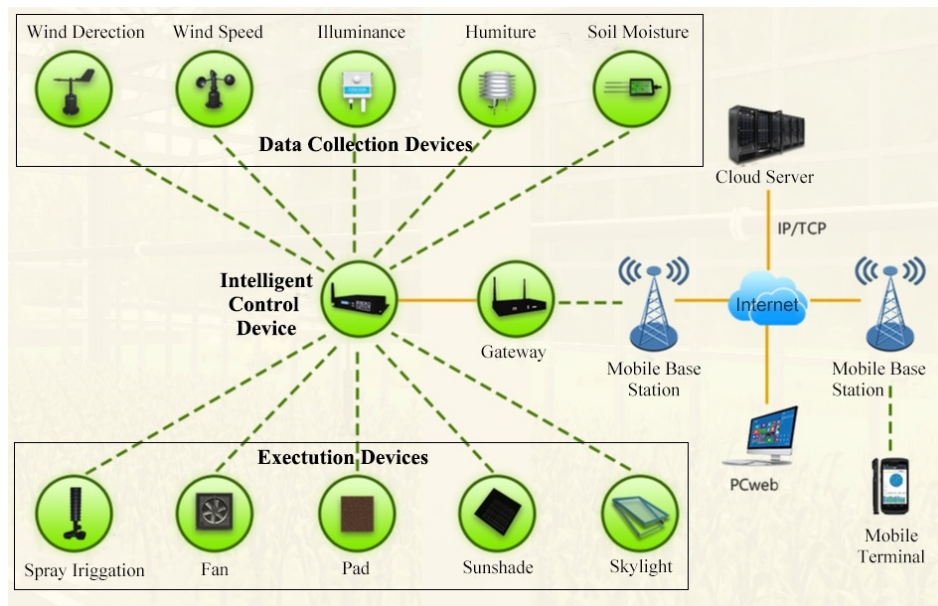 Wind Derection
Wind Speed
Illuminance
Humiture
Soil Moisture
Data Collection Devices
Cloud Server
IP/TCP
Intelligent
Control
Device
Gateway
Internet
Mobile Base
Station
Mobile Base
Station
PCweb
Mobile
Terminal
Exectution Devices
Spray Iriggation
Fan
Pad
Sunshade
Skylight